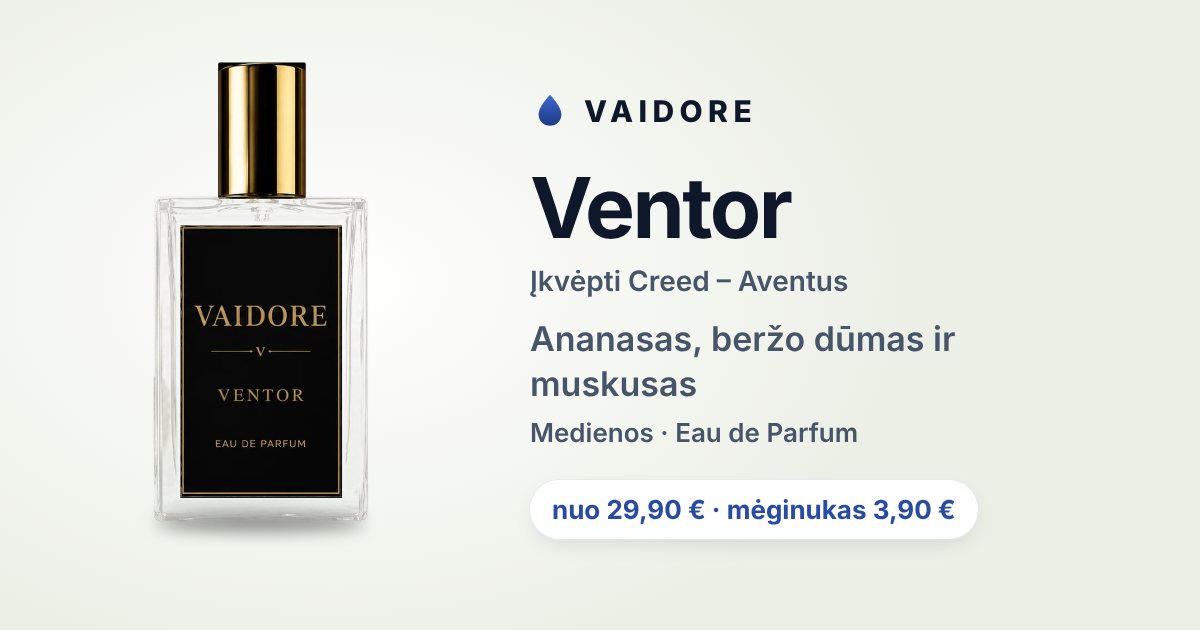 VAIDORE
V
VENTOR
EAU DE PARFUM
VAIDORE
Ventor
Įkvėpti Creed – Aventus
Ananasas, beržo dūmas ir
muskusas
Medienos · Eau de Parfum
nuo 29,90 € · mėginukas 3,90 €